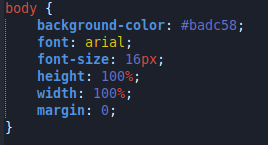 body {
background-color: #badc58;
font: arial;
font-size: 16px;
height: 100%;
width: 100%;
margin: 0;
}